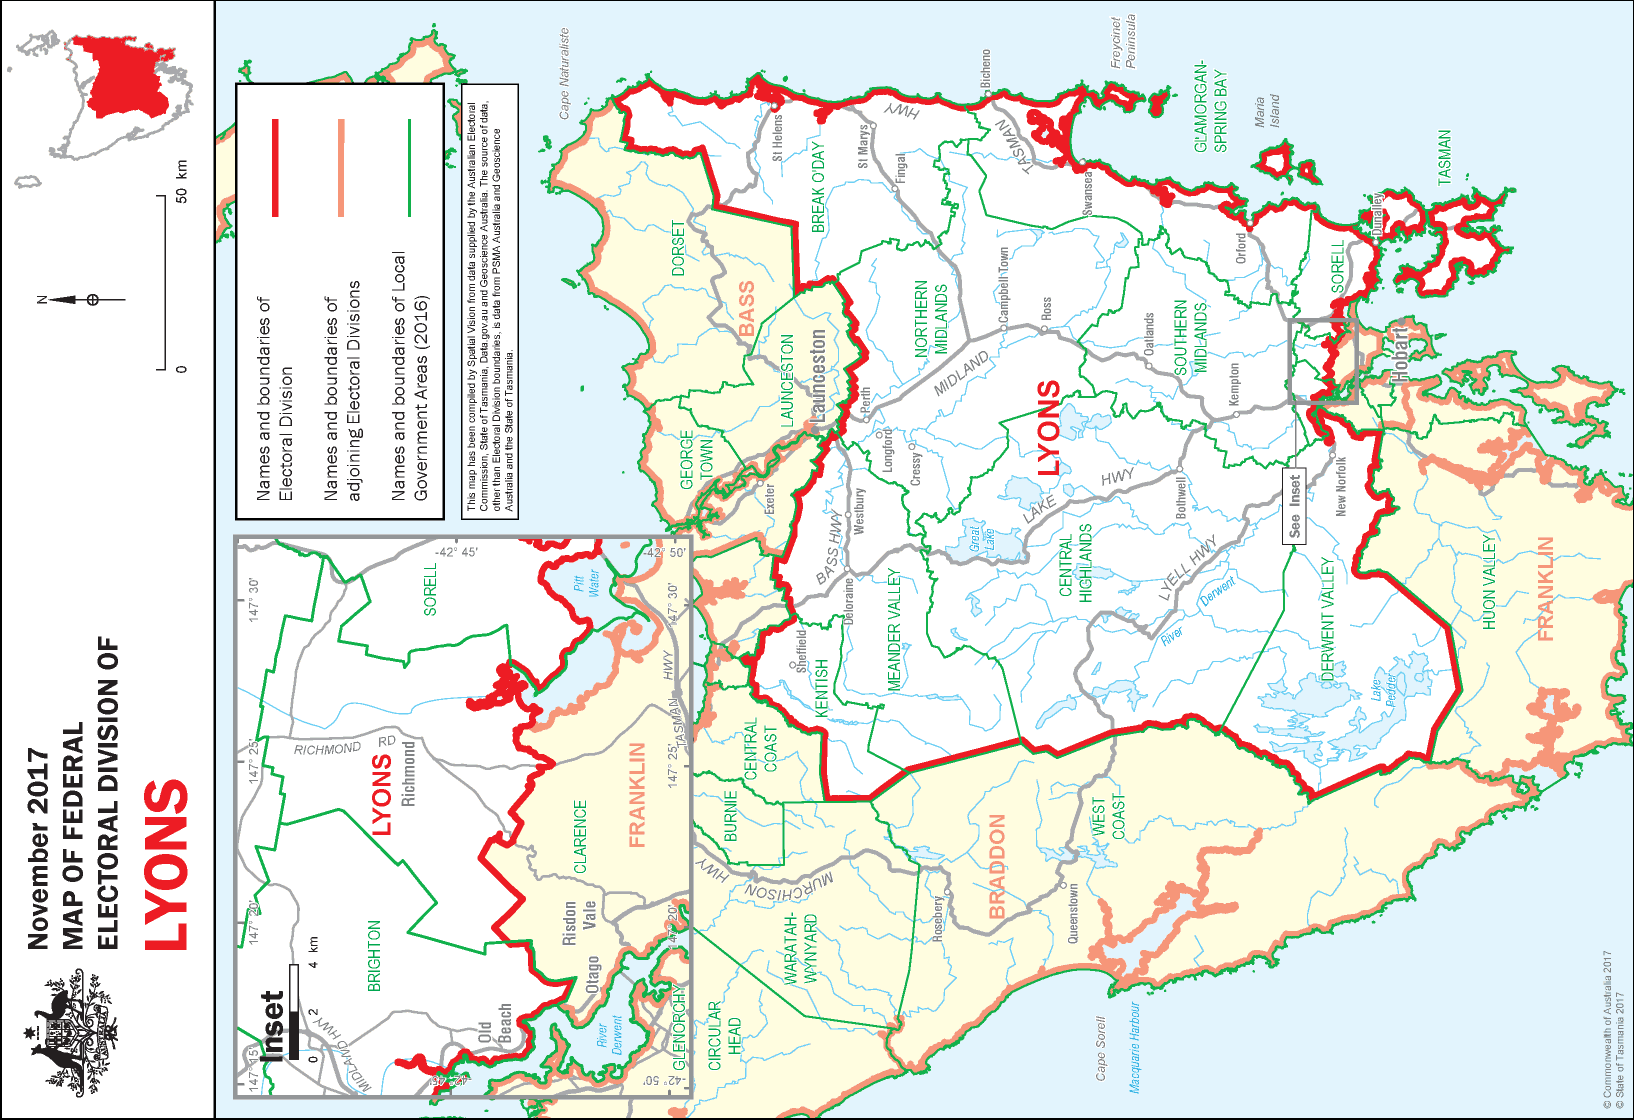 November 2017
MAP OF FEDERAL
ELECTORAL DIVISION OF
LYONS
N
0
50 km
Names and boundaries of
Electoral Division
Names and boundaries of
adjoining Electoral Divisions
Names and boundaries of Local
Government Areas (2016)
This map has been compiled by Spatial Vision from data supplied by the Australian Electoral
Commission, State of Tasmania, Data.gov.au and Geoscience Australia. The source of data,
other than Electoral Division boundaries, is data from PSMA Australia and Geoscience
Australia and the State of Tasmania.
Inset
0 2 4 km
147° 15'
147° 20'
147° 25'
147° 30'
-42° 45'
-42° 50'
147° 20'
147° 25'
147° 30'
-42° 45'
-42° 50'
MIDLAND HWY
BRIGHTON
RICHMOND RD
LYONS
Richmond
SORELL
Old
Beach
Otago
Risdon
Vale
CLARENCE
FRANKLIN
Pitt
Water
River
Derwent
GLENORCHY
TASMAN HWY
Cape Naturaliste
DORSET
BASS
GEORGE
TOWN
LAUNCESTON
Launceston
Exeter
St Helens
BREAK O'DAY
St Marys
Fingal
HWY
Bicheno
TASMAN
Freycinet
Peninsula
GLAMORGAN-
SPRING BAY
Maria
Island
Swansea
Orford
SORELL
Dunalley
TASMAN
Hobart
Perth
Longford
Cressy
NORTHERN
MIDLANDS
MIDLAND
Campbell Town
Ross
LYONS
SOUTHERN
MIDLANDS
Oatlands
Kempton
See Inset
New Norfolk
Bothwell
LAKE HWY
Great
Lake
CENTRAL
HIGHLANDS
LYELL HWY
River Derwent
BASS HWY
Westbury
Deloraine
MEANDER VALLEY
Sheffield
KENTISH
CENTRAL
COAST
BURNIE
DERWENT VALLEY
Lake
Pedder
HUON VALLEY
FRANKLIN
HWY
MURCHISON
WARATAH-
WYNYARD
CIRCULAR
HEAD
BRADDON
WEST
COAST
Rosebery
Queenstown
Cape Sorell
Macquarie Harbour
© Commonwealth of Australia 2017
© State of Tasmania 2017